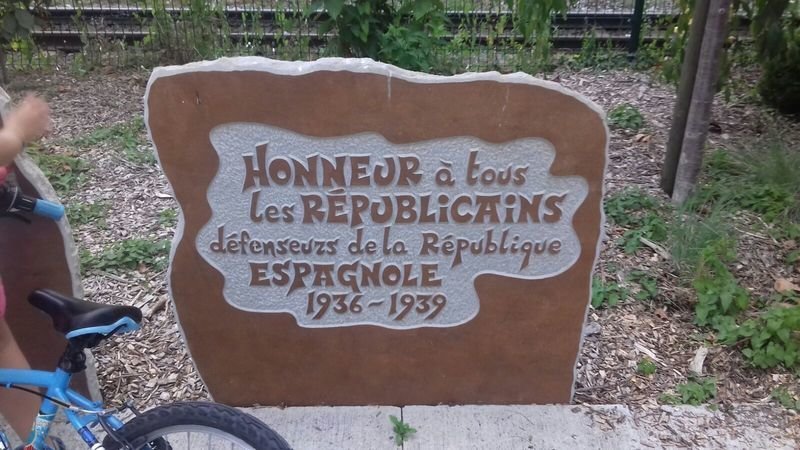 HONNEUR à tous
les RÉPUBLICAiNS
défenseurs de la République
ESPAGNOLE
1936~1939